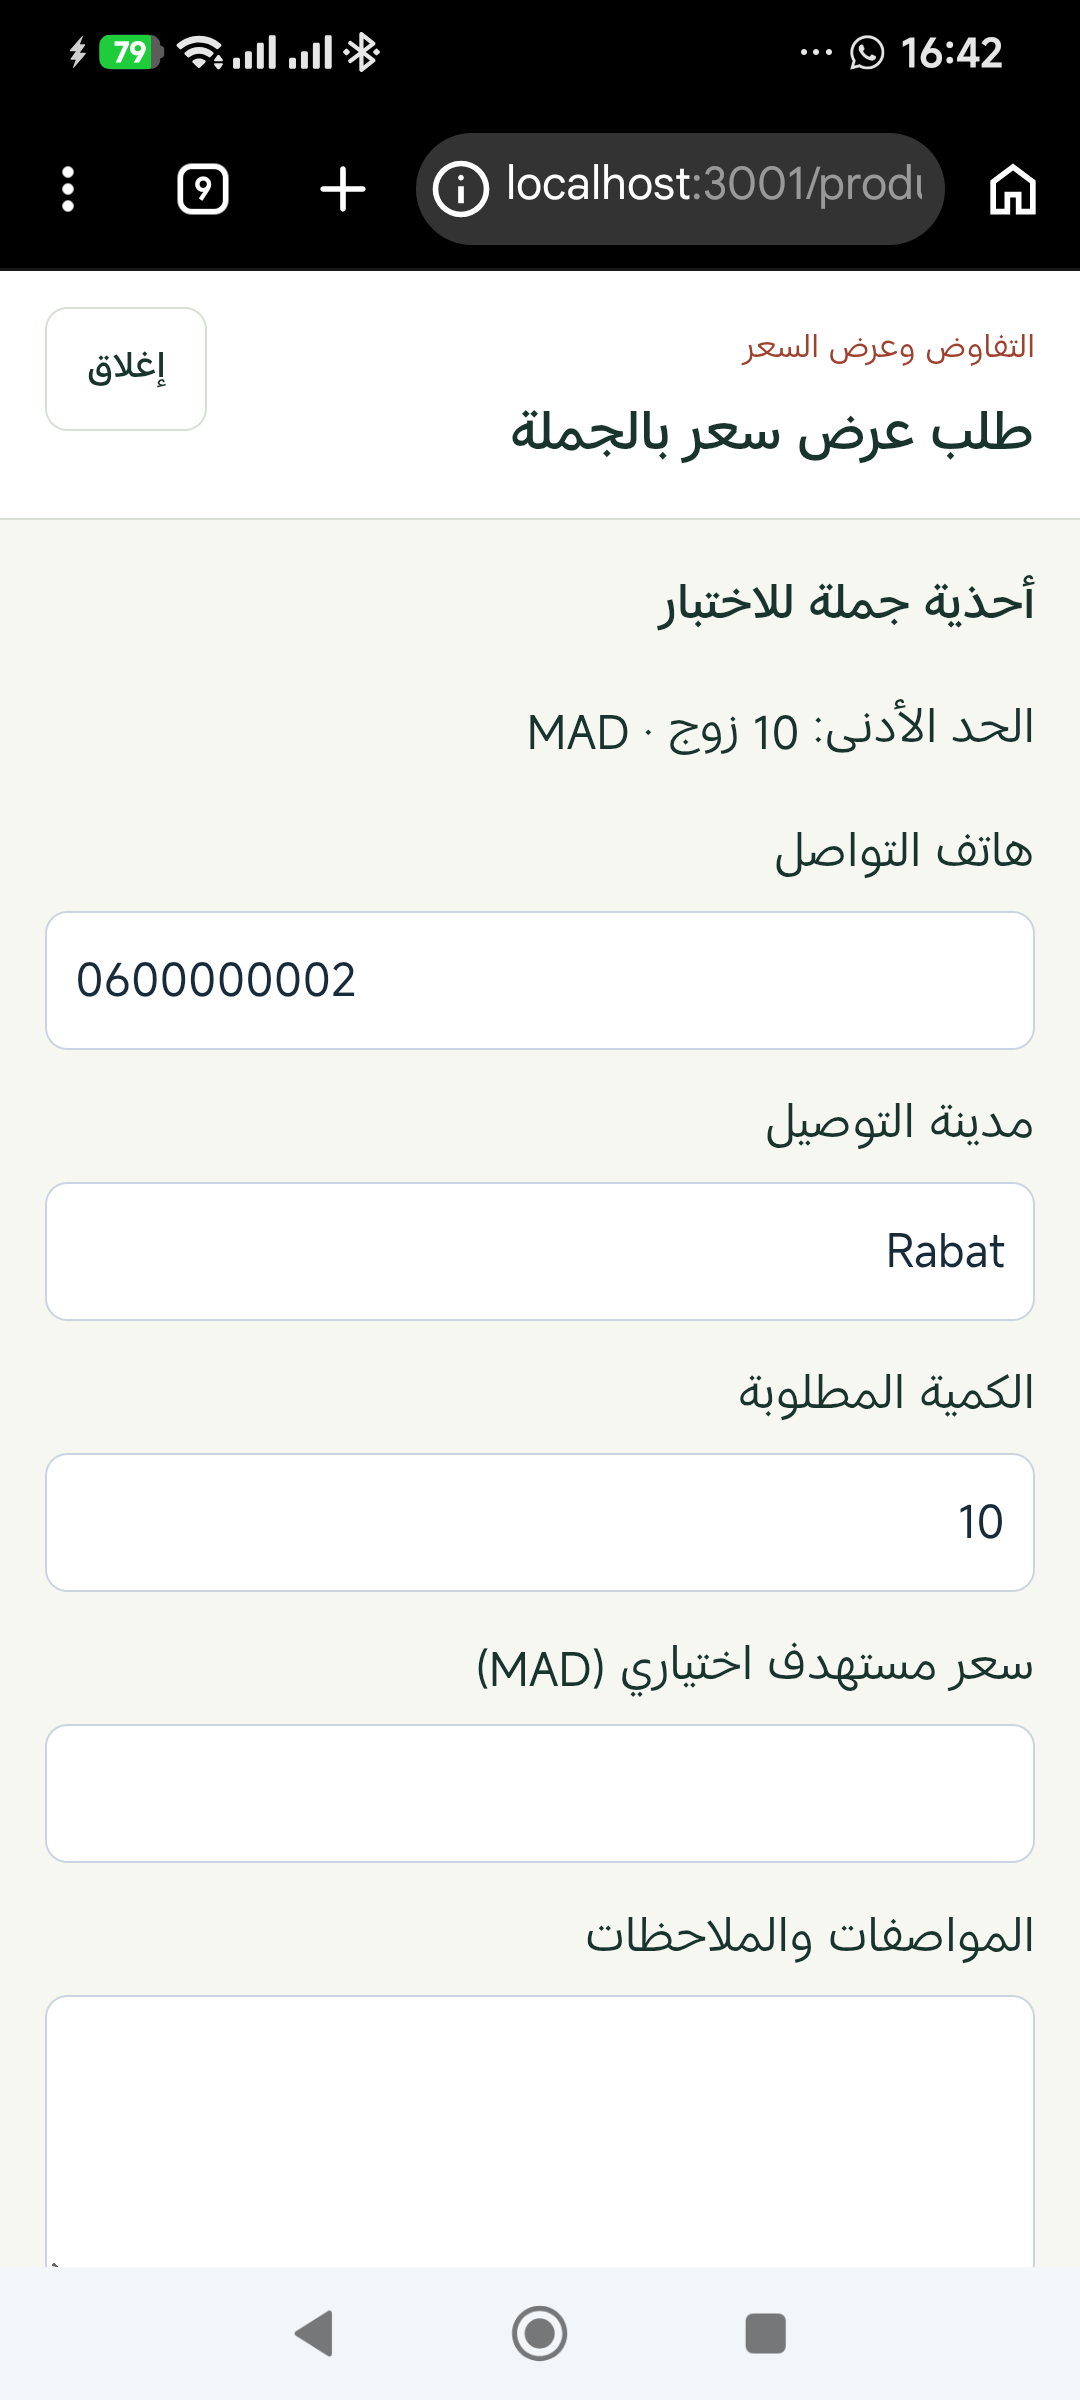 79
16:42
9
localhost:3001/produ
التفاوض وعرض السعر
إغلاق
طلب عرض سعر بالجملة
أحذية جملة للاختبار
الحد الأدنى: 10 زوج · MAD
هاتف التواصل
0600000002
مدينة التوصيل
Rabat
الكمية المطلوبة
10
سعر مستهدف اختياري (MAD)
المواصفات والملاحظات